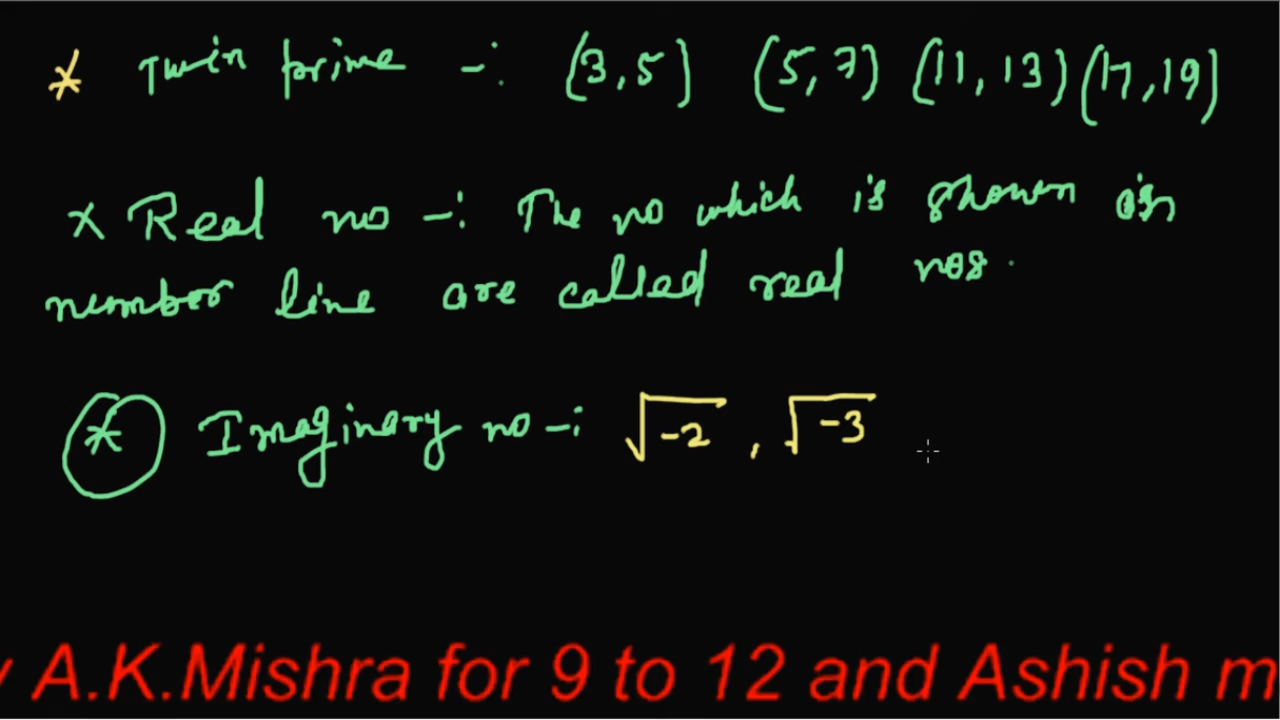 * Twin prime -: (3,5) (5,7) (11,13) (17,19)
* Real no -: The no which is shown on
number line are called real nos.
* Imaginary no -: √-2 , √-3
A.K.Mishra for 9 to 12 and Ashish m